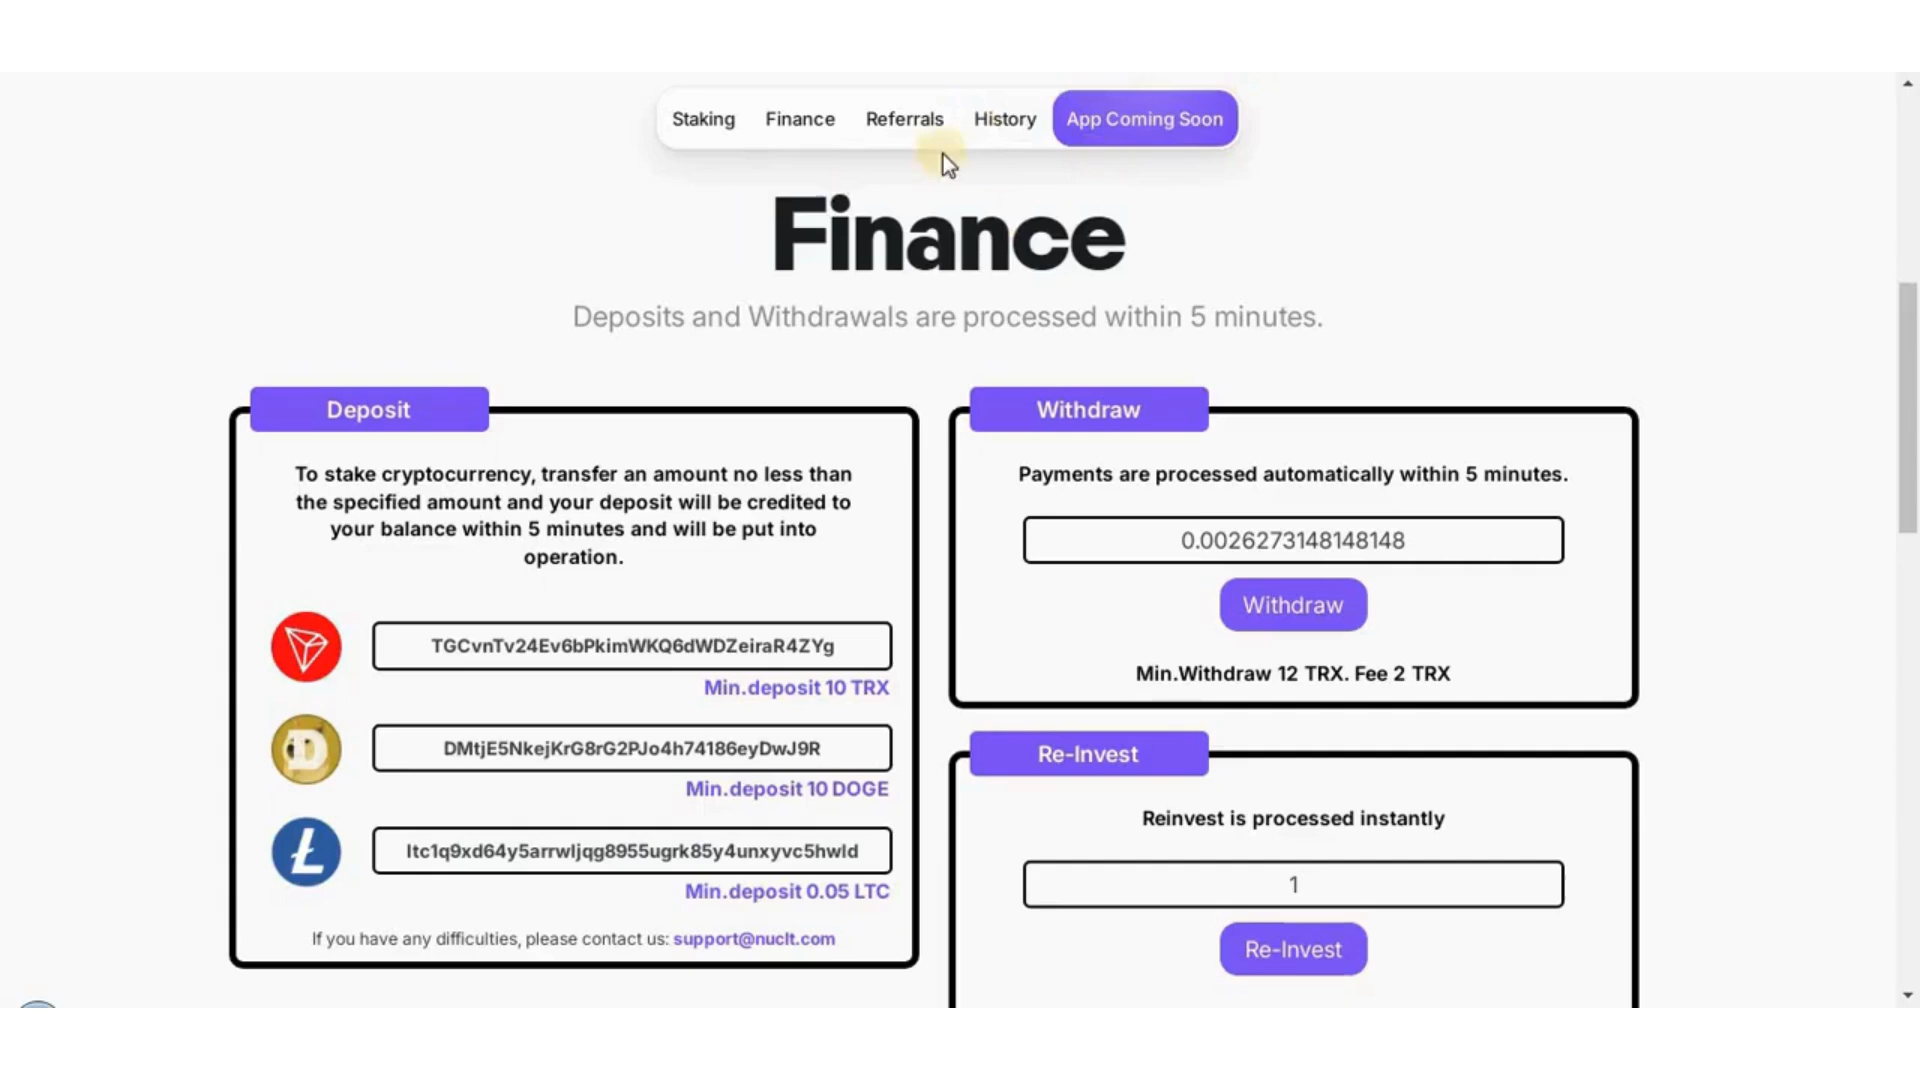 Staking Finance Referrals History App Coming Soon
Finance
Deposits and Withdrawals are processed within 5 minutes.
Deposit
To stake cryptocurrency, transfer an amount no less than
the specified amount and your deposit will be credited to
your balance within 5 minutes and will be put into
operation.
TGCvnTv24Ev6bPkimWKQ6dWDZeiraR4ZYg
Min.deposit 10 TRX
DMtjE5NkejKrG8rG2PJo4h74186eyDwJ9R
Min.deposit 10 DOGE
ltc1q9xd64y5arrwljqg8955ugrk85y4unxyvc5hwld
Min.deposit 0.05 LTC
If you have any difficulties, please contact us: support@nuclt.com
Withdraw
Payments are processed automatically within 5 minutes.
0.0026273148148148
Withdraw
Min.Withdraw 12 TRX. Fee 2 TRX
Re-Invest
Reinvest is processed instantly
1
Re-Invest